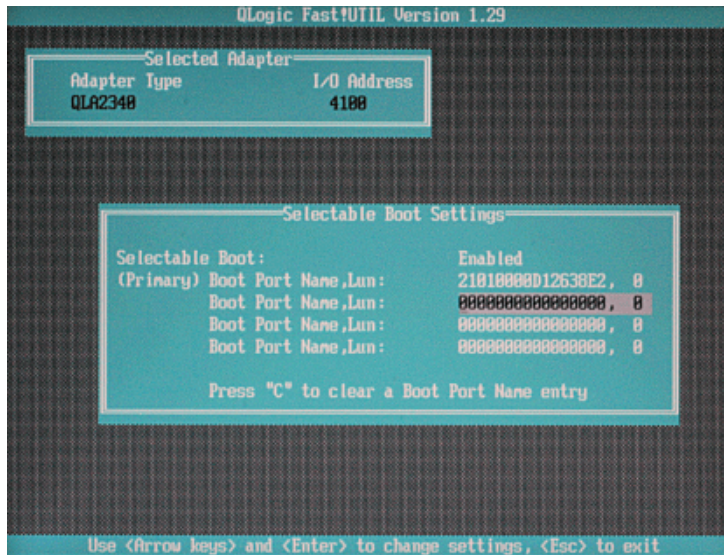 QLogic Fast!UTIL Version 1.29
Selected Adapter
Adapter Type I/O Address
QLA2340 4100
Selectable Boot Settings
Selectable Boot: Enabled
(Primary) Boot Port Name,Lun: 21010000D12638E2, 0
Boot Port Name,Lun: 0000000000000000, 0
Boot Port Name,Lun: 0000000000000000, 0
Boot Port Name,Lun: 0000000000000000, 0
Press "C" to clear a Boot Port Name entry
Use <Arrow keys> and <Enter> to change settings, <Esc> to exit